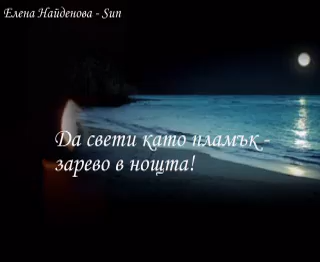 Елена Найденова - Sun
Да свети като пламък -
зарево в нощта!